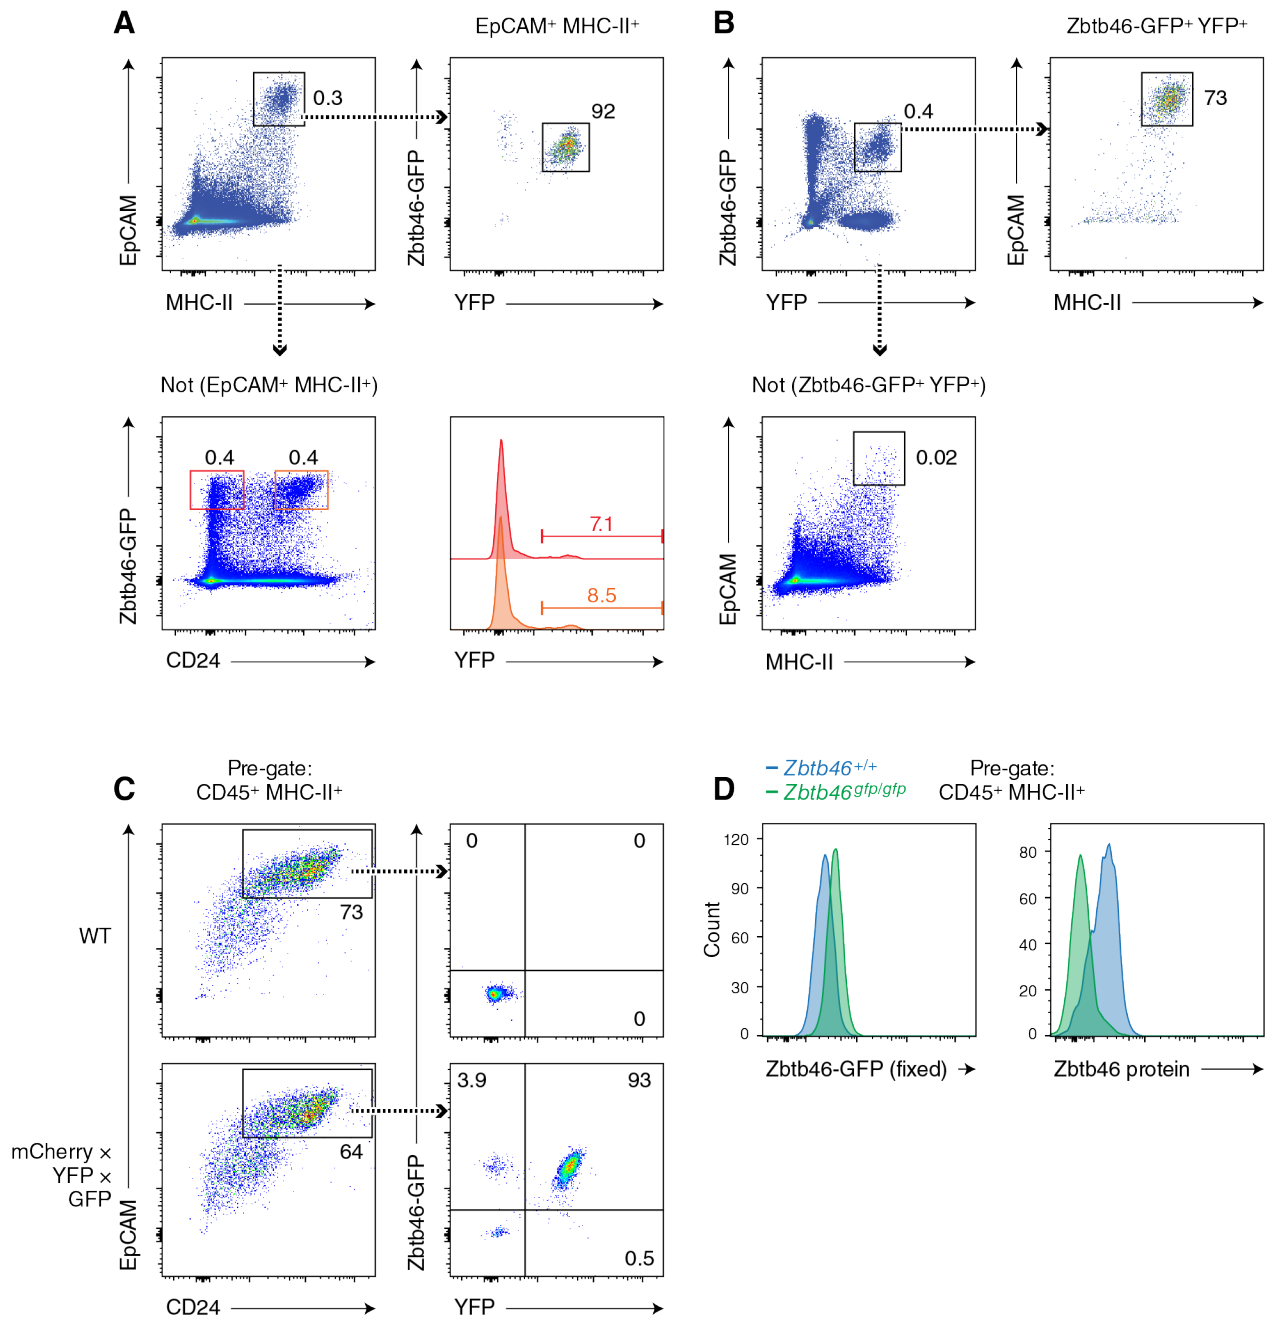 A
EpCAM⁺ MHC-II⁺
0.3
EpCAM
MHC-II
92
Zbtb46-GFP
YFP
Not (EpCAM⁺ MHC-II⁺)
0.4
0.4
Zbtb46-GFP
CD24
7.1
8.5
YFP
B
Zbtb46-GFP⁺ YFP⁺
0.4
Zbtb46-GFP
YFP
73
EpCAM
MHC-II
Not (Zbtb46-GFP⁺ YFP⁺)
0.02
EpCAM
MHC-II
C
Pre-gate:
CD45⁺ MHC-II⁺
WT
73
0
0
0
mCherry ×
YFP ×
GFP
64
3.9
93
0.5
EpCAM
CD24
Zbtb46-GFP
YFP
D
Zbtb46⁺/⁺
Zbtb46ᵍᶠᵖ/ᵍᶠᵖ
Pre-gate:
CD45⁺ MHC-II⁺
120
90
60
30
0
Count
Zbtb46-GFP (fixed)
80
60
40
20
0
Zbtb46 protein